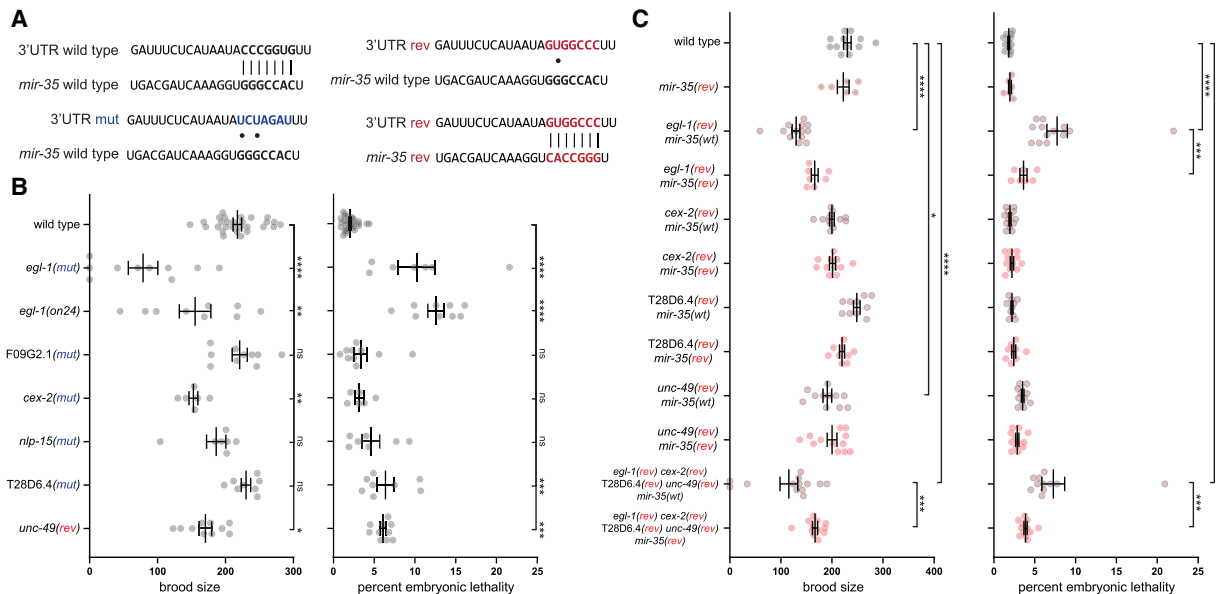 A
3’UTR wild type GAUUUCUCAUAAUACCCGGUGUU
mir-35 wild type UGACGAUCAAAGGUGGGCCACU
3’UTR mut GAUUUCUCAUAAUAUCUAGAUUU
mir-35 wild type UGACGAUCAAAGGUGGGCCACU
3’UTR rev GAUUUCUCAUAAUAGUGGCCCUU
mir-35 wild type UGACGAUCAAAGGUGGGCCACU
3’UTR rev GAUUUCUCAUAAUAGUGGCCCUU
mir-35 rev UGACGAUCAAAGGUCACCGGGU
B
wild type
egl-1(mut)
egl-1(on24)
F09G2.1(mut)
cex-2(mut)
nlp-15(mut)
T28D6.4(mut)
unc-49(rev)
****
**
ns
**
ns
ns
*
0 100 200 300
brood size
****
****
ns
ns
ns
***
***
0 5 10 15 20 25
percent embryonic lethality
C
wild type
mir-35(rev)
egl-1(rev)
mir-35(wt)
egl-1(rev)
mir-35(rev)
cex-2(rev)
mir-35(wt)
cex-2(rev)
mir-35(rev)
T28D6.4(rev)
mir-35(wt)
T28D6.4(rev)
mir-35(rev)
unc-49(rev)
mir-35(wt)
unc-49(rev)
mir-35(rev)
egl-1(rev) cex-2(rev)
T28D6.4(rev) unc-49(rev)
mir-35(wt)
egl-1(rev) cex-2(rev)
T28D6.4(rev) unc-49(rev)
mir-35(rev)
****
*
****
***
0 100 200 300 400
brood size
****
***
****
***
0 5 10 15 20 25
percent embryonic lethality